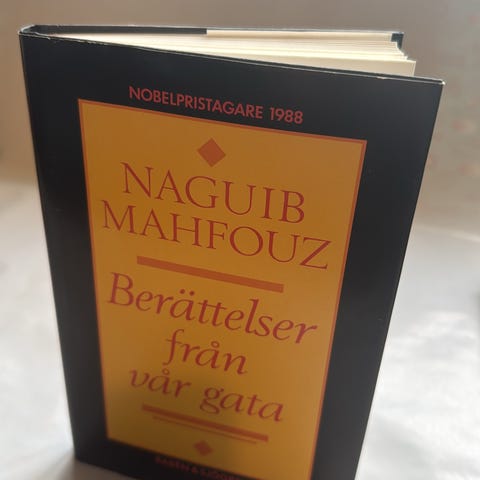 NOBELPRISTAGARE 1988
NAGUIB
MAHFOUZ
Berättelser
från
vår gata